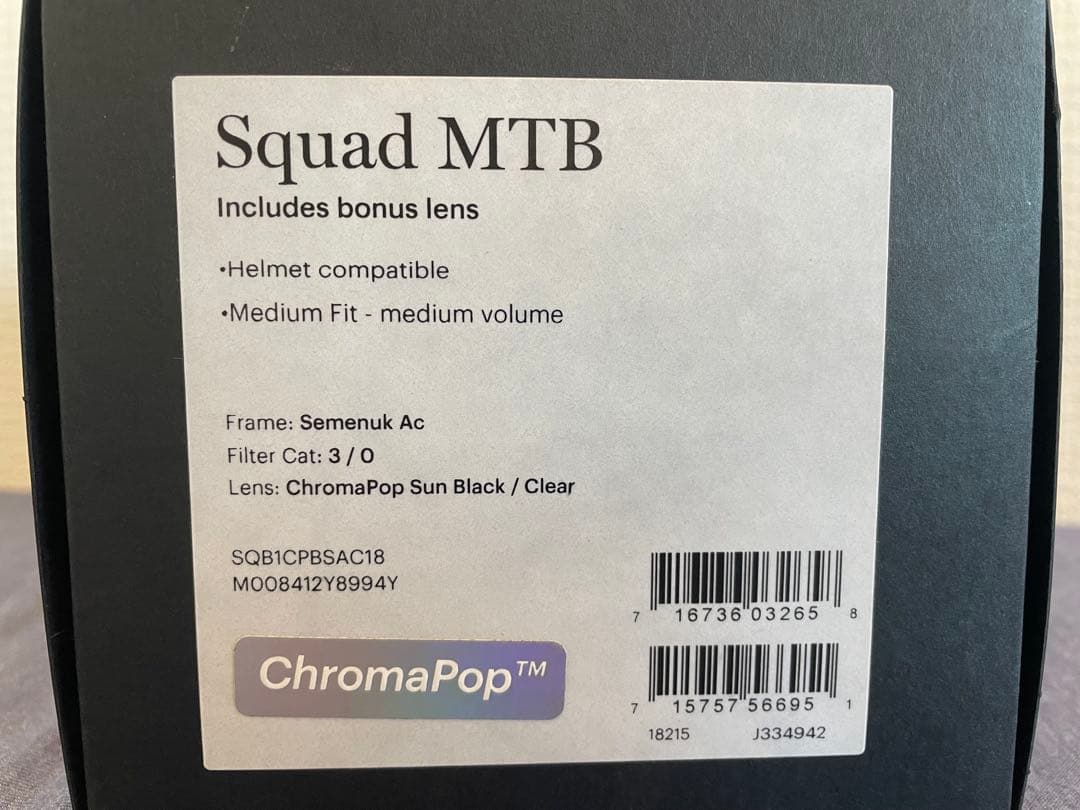 Squad MTB
Includes bonus lens
•Helmet compatible
•Medium Fit - medium volume
Frame: Semenuk Ac
Filter Cat: 3 / 0
Lens: ChromaPop Sun Black / Clear
SQB1CPBSAC18
M008412Y8994Y
7 16736 03265 8
ChromaPop™
7 15757 56695 1
18215 J334942